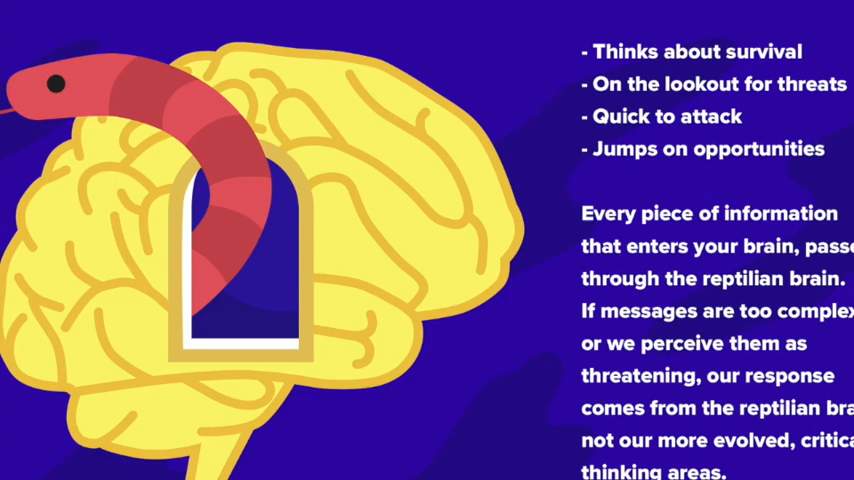 - Thinks about survival
- On the lookout for threats
- Quick to attack
- Jumps on opportunities
Every piece of information
that enters your brain,
through the reptilian brain.
If messages are too
or we perceive them as
threatening, our response
comes from the reptilian
not our more evolved,
thinking areas.